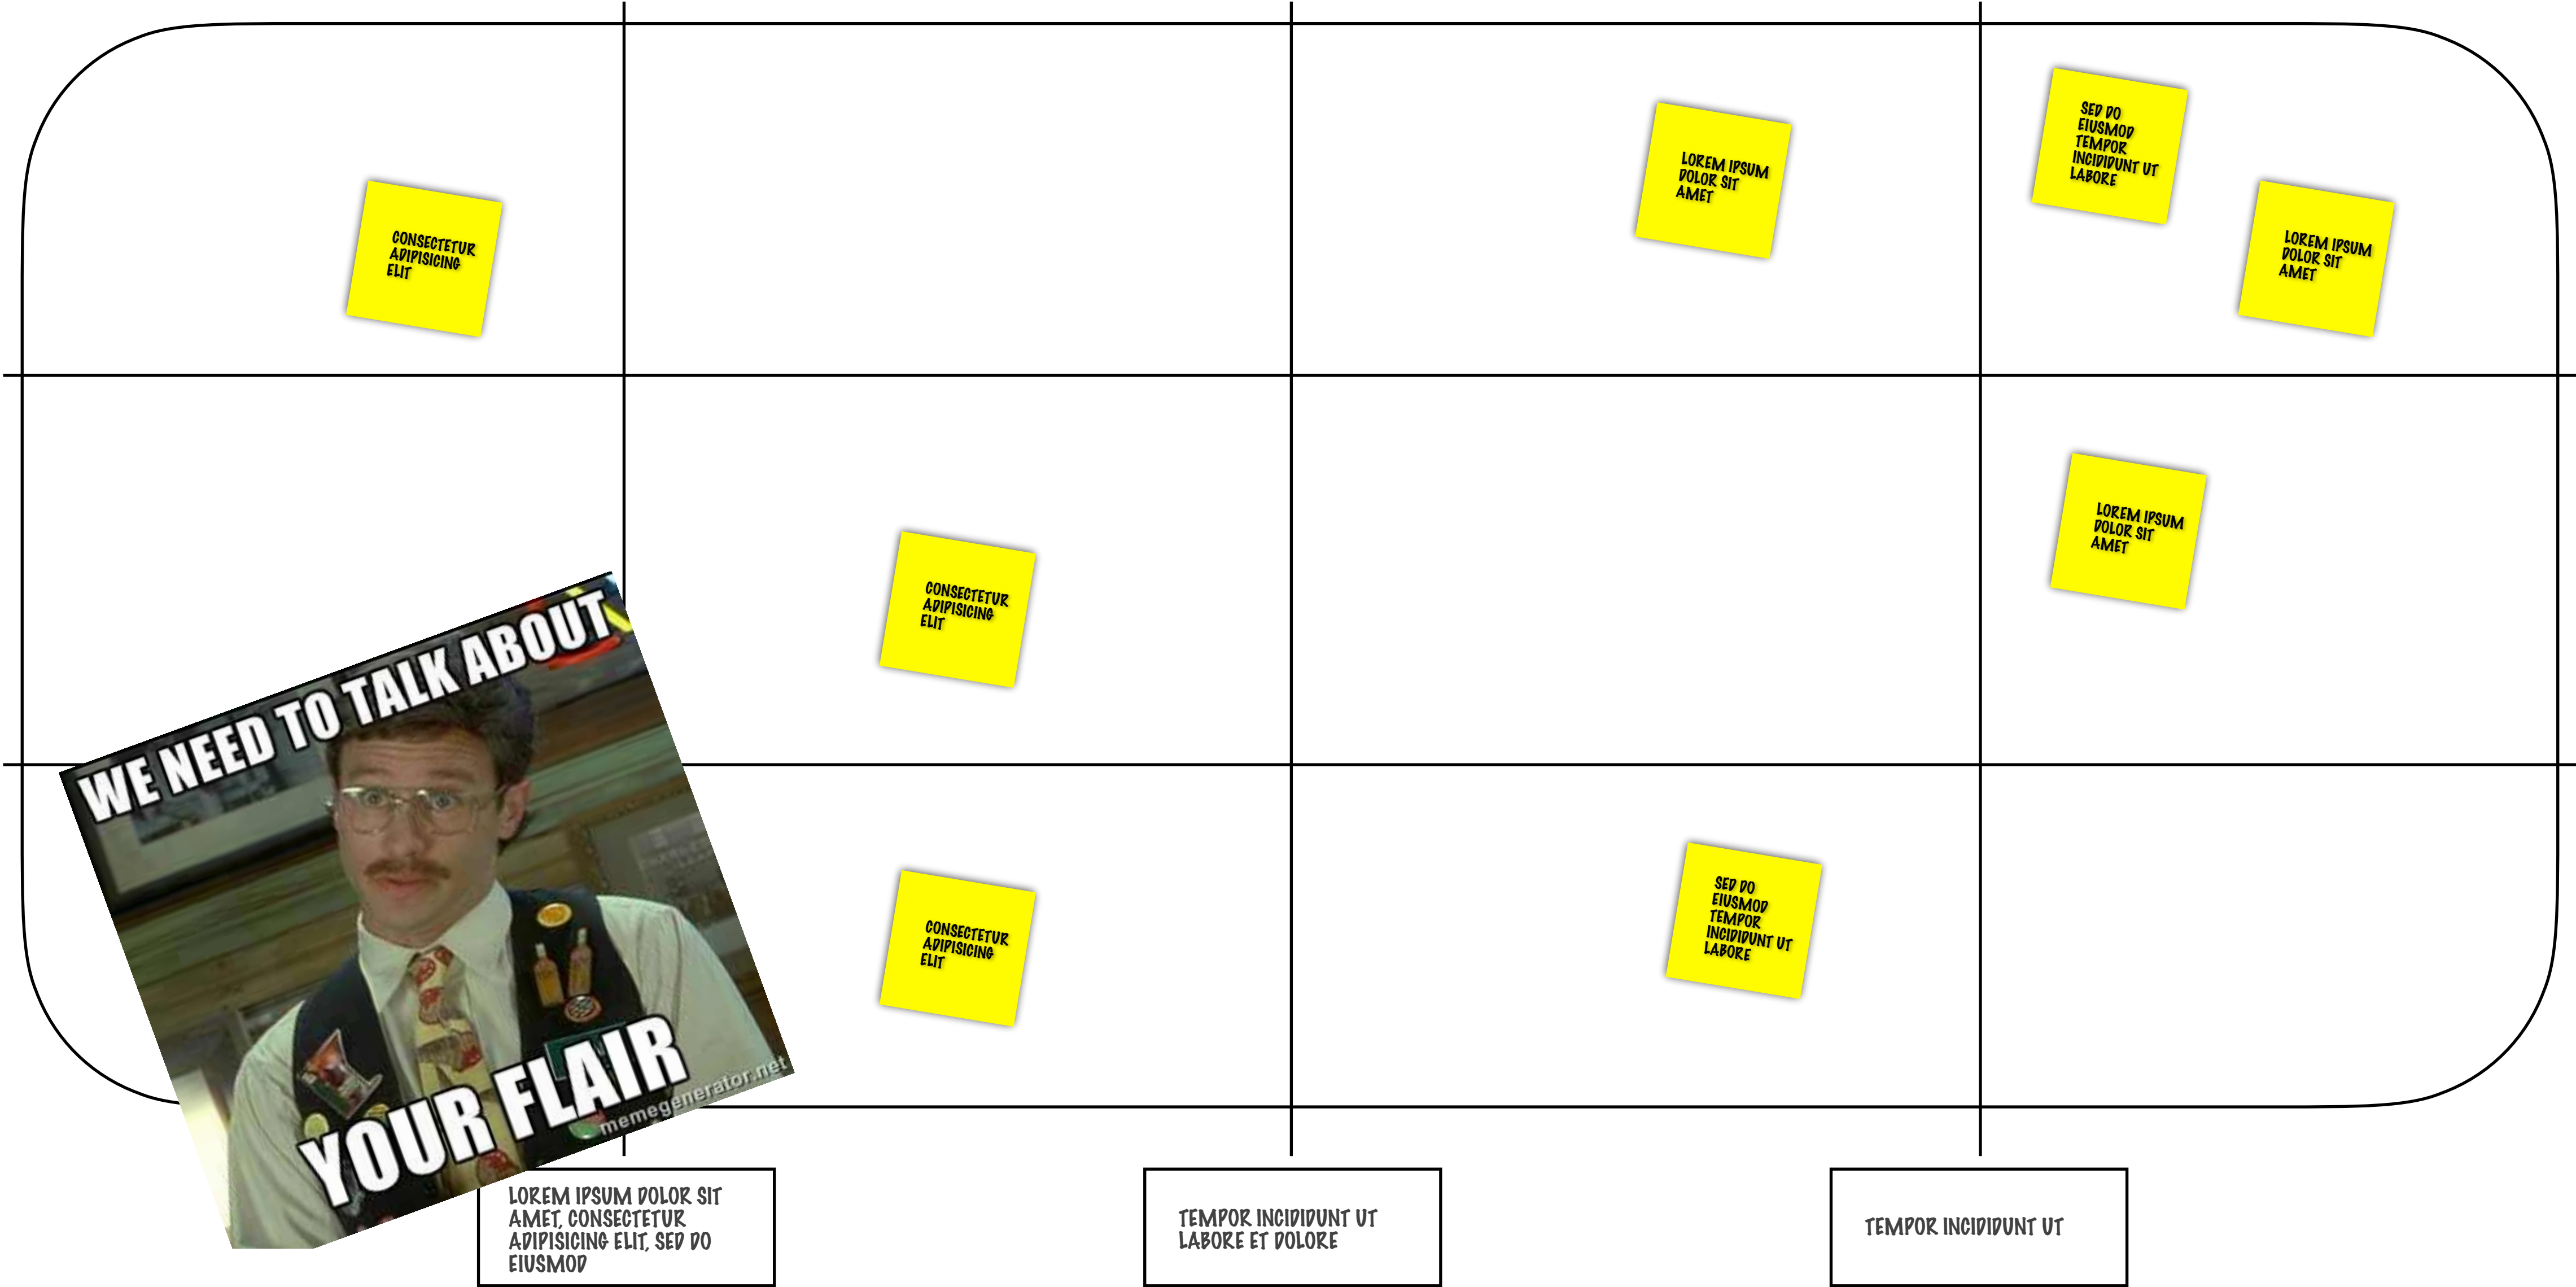 CONSECTETUR
ADIPISICING
ELIT
LOREM IPSUM
DOLOR SIT
AMET
SED DO
EIUSMOD
TEMPOR
INCIDIDUNT UT
LABORE
LOREM IPSUM
DOLOR SIT
AMET
CONSECTETUR
ADIPISICING
ELIT
LOREM IPSUM
DOLOR SIT
AMET
WE NEED TO TALK ABOUT
YOUR FLAIR
memegenerator.net
CONSECTETUR
ADIPISICING
ELIT
SED DO
EIUSMOD
TEMPOR
INCIDIDUNT UT
LABORE
LOREM IPSUM DOLOR SIT
AMET, CONSECTETUR
ADIPISICING ELIT, SED DO
EIUSMOD
TEMPOR INCIDIDUNT UT
LABORE ET DOLORE
TEMPOR INCIDIDUNT UT